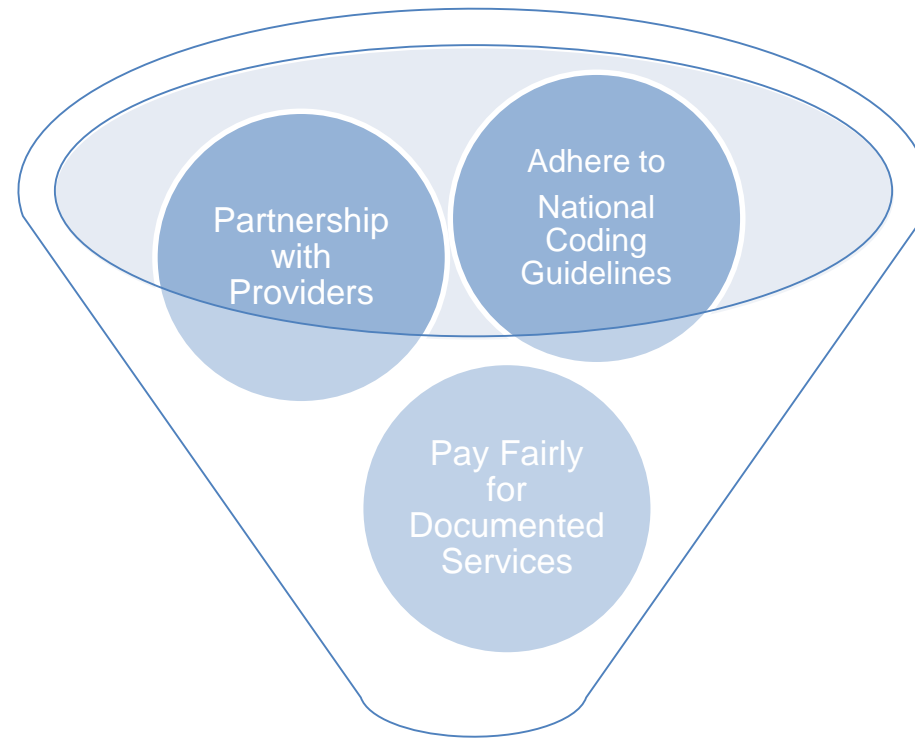 Partnership
with
Providers
Adhere to
National
Coding
Guidelines
Pay Fairly
for
Documented
Services